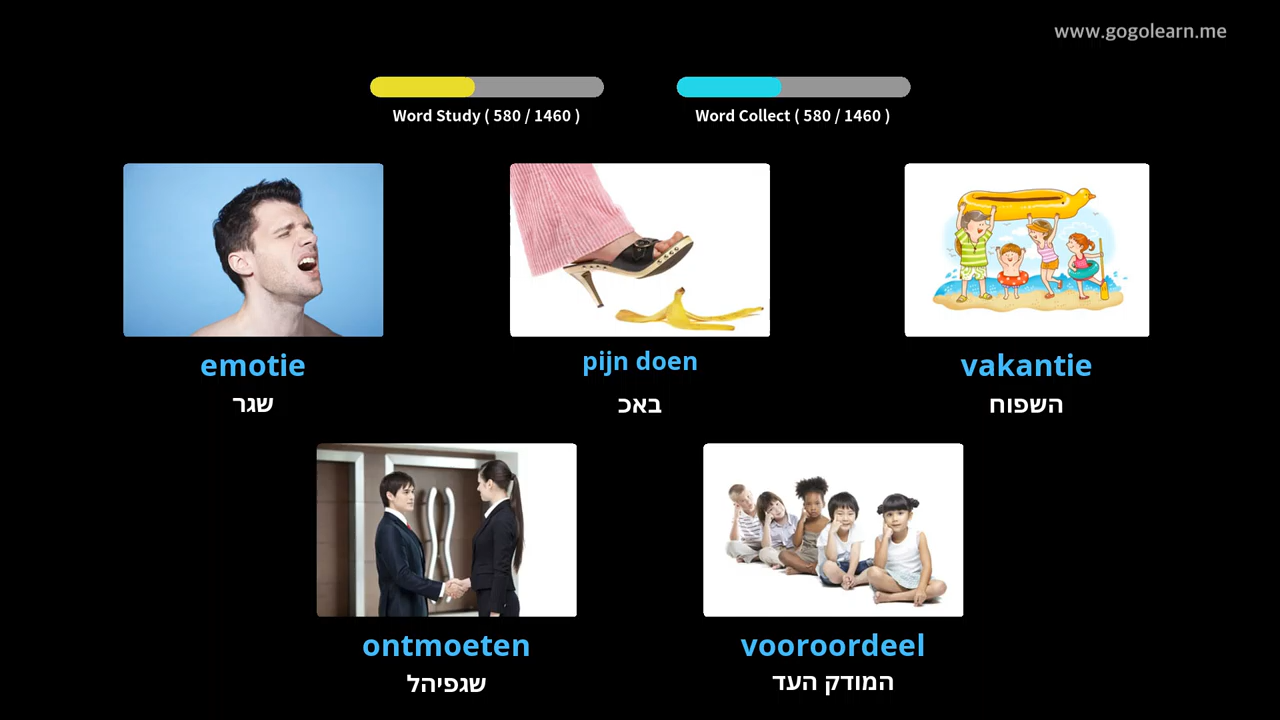 www.gogolearn.me
Word Study ( 580 / 1460 )
Word Collect ( 580 / 1460 )
emotie
שגר
pijn doen
באכ
vakantie
השפוח
ontmoeten
שגפיהל
vooroordeel
המודק העד